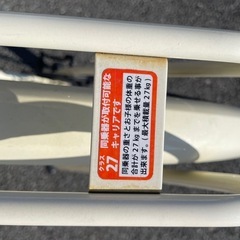 クラス
27
同乗器が取付可能な
キャリアです
同乗器の重さとお子様の体重の
合計が27kgまでを乗せる事が
出来ます。(最大積載量27kg)